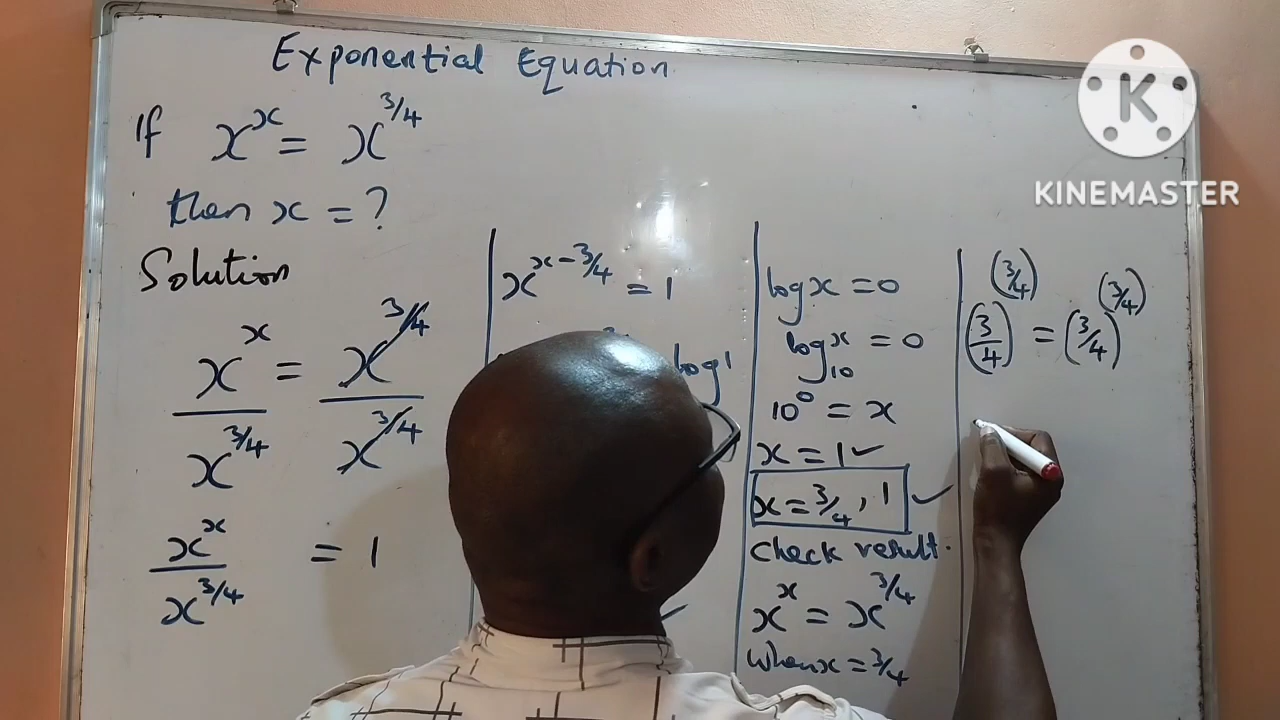 Exponential Equation
If x^x = x^3/4
then x = ?
Solution
x^x = x^3/4
x^3/4 x^3/4
x^x = 1
x^3/4
x^x-3/4 = 1
log1
logx = 0
log x = 0
10
10^0 = x
x = 1 ✓
x = 3/4, 1 ✓
check result.
x^x = x^3/4
When x = 3/4
(3/4)^(3/4) = (3/4)^(3/4)
K
KINEMASTER